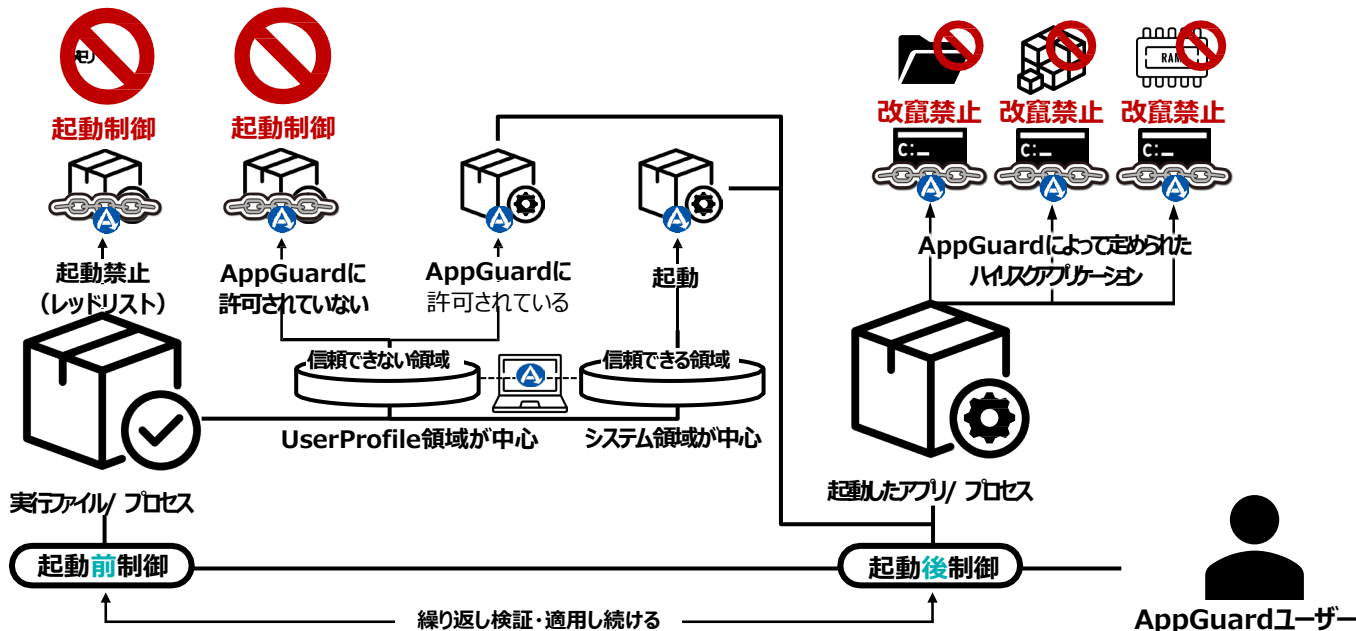 起動制御
起動制御
改竄禁止
改竄禁止
改竄禁止
RAM
C:_
C:_
C:_
起動禁止
（レッドリスト）
AppGuardに
許可されていない
AppGuardに
許可されている
起動
AppGuardによって定められた
ハイリスクアプリケーション
信頼できない領域
信頼できる領域
UserProfile領域が中心
システム領域が中心
実行ファイル/ プロセス
起動したアプリ/ プロセス
起動前制御
起動後制御
繰り返し検証・適用し続ける
AppGuardユーザー